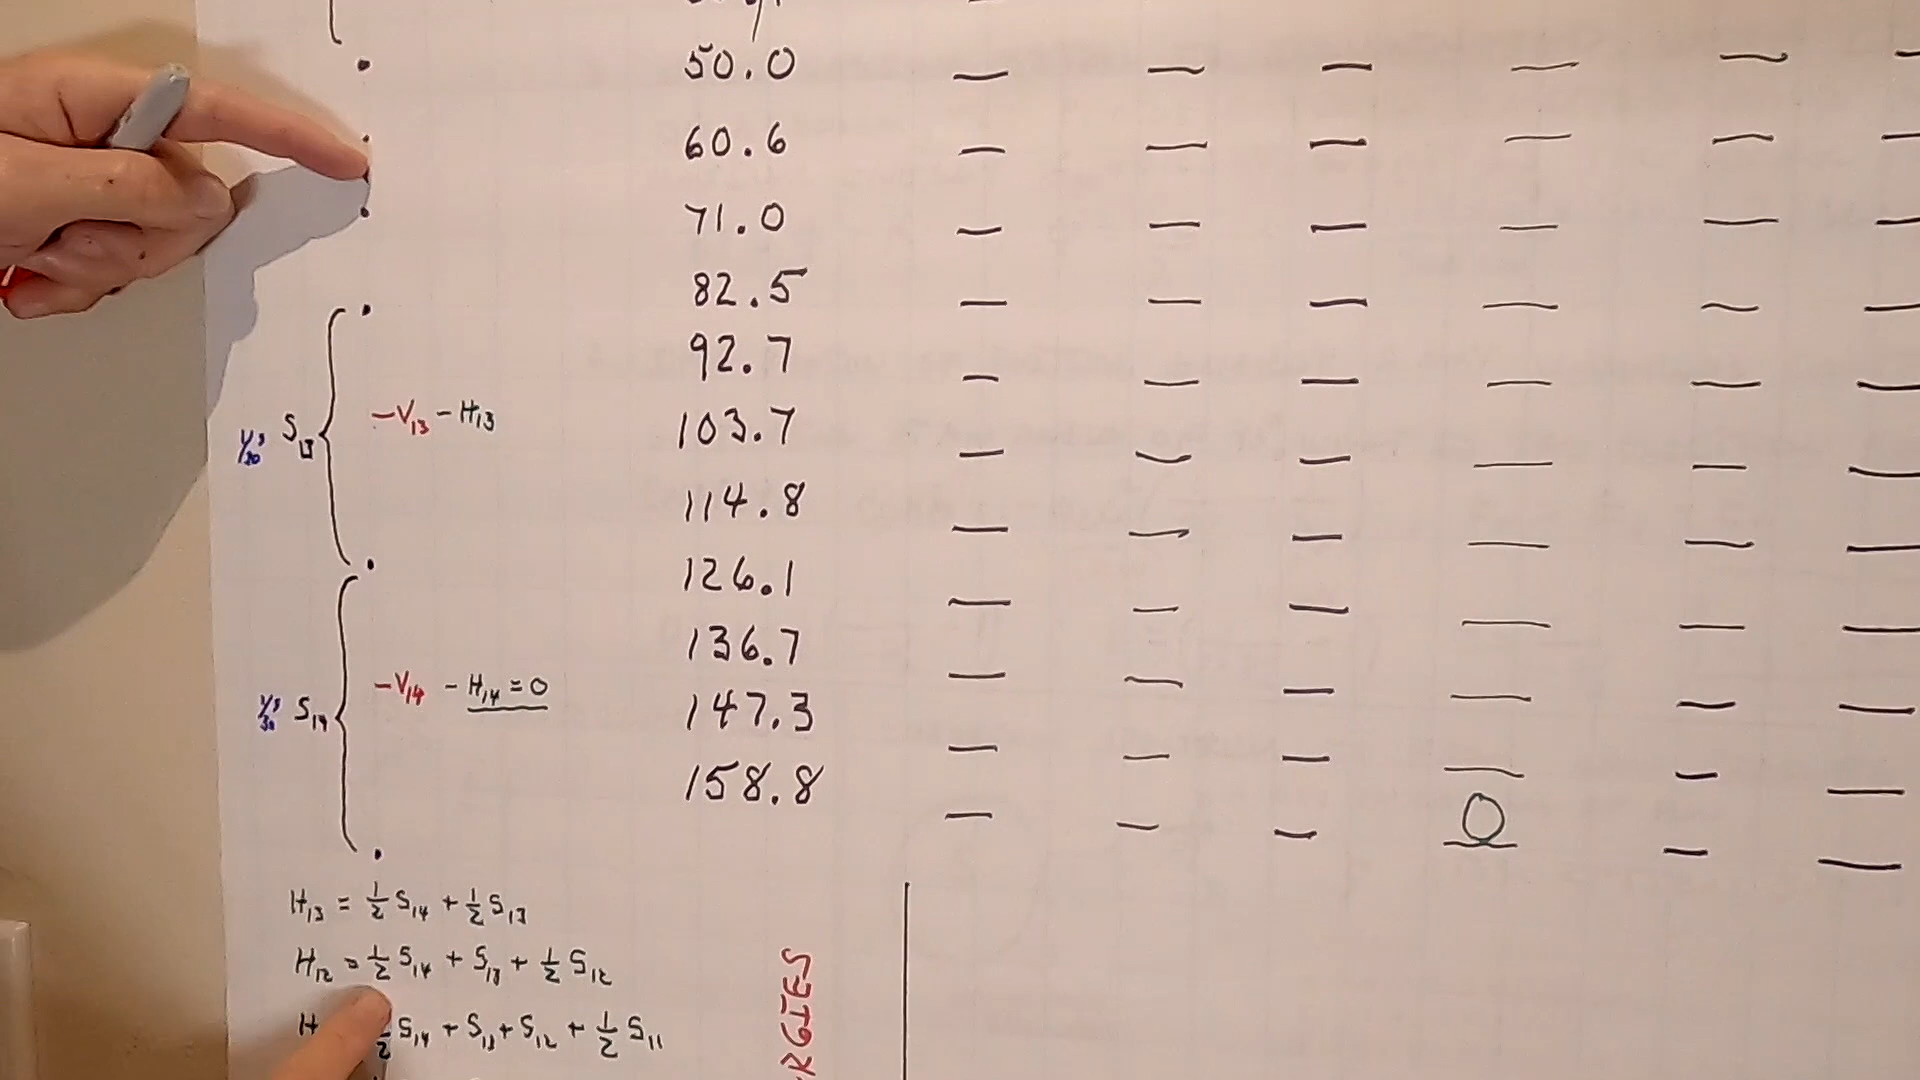 50.0 — — — — — —
60.6 — — — — — —
71.0 — — — — — —
82.5 — — — — — —
92.7 — — — — — —
1/30 S13 { -V13 - H13
103.7 — — — — — —
114.8 — — — — — —
126.1 — — — — — —
136.7 — — — — — —
1/30 S14 { -V14 - H14 = 0
147.3 — — — — — —
158.8 — — — 0 — —
H13 = 1/2 S14 + 1/2 S13
H12 = 1/2 S14 + S13 + 1/2 S12
H S14 + S13 + S12 + 1/2 S11